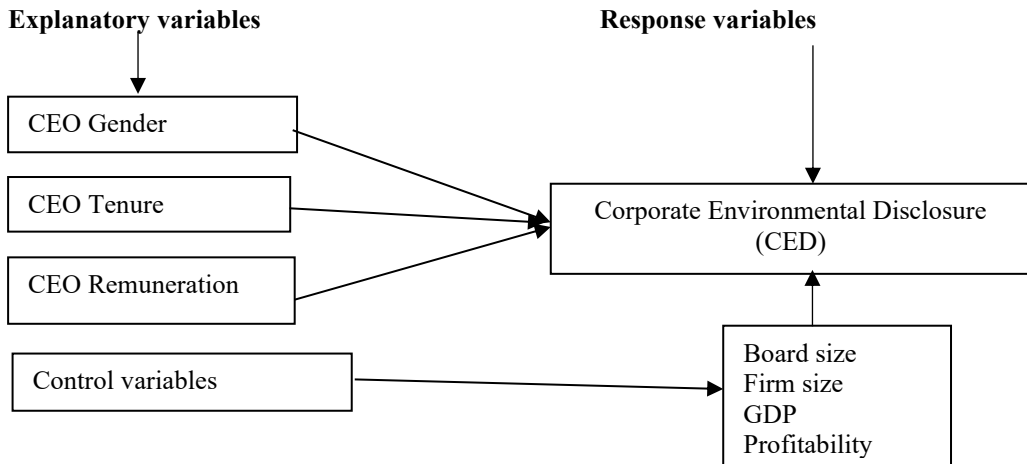 Explanatory variables
Response variables
CEO Gender
CEO Tenure
CEO Remuneration
Corporate Environmental Disclosure
(CED)
Control variables
Board size
Firm size
GDP
Profitability